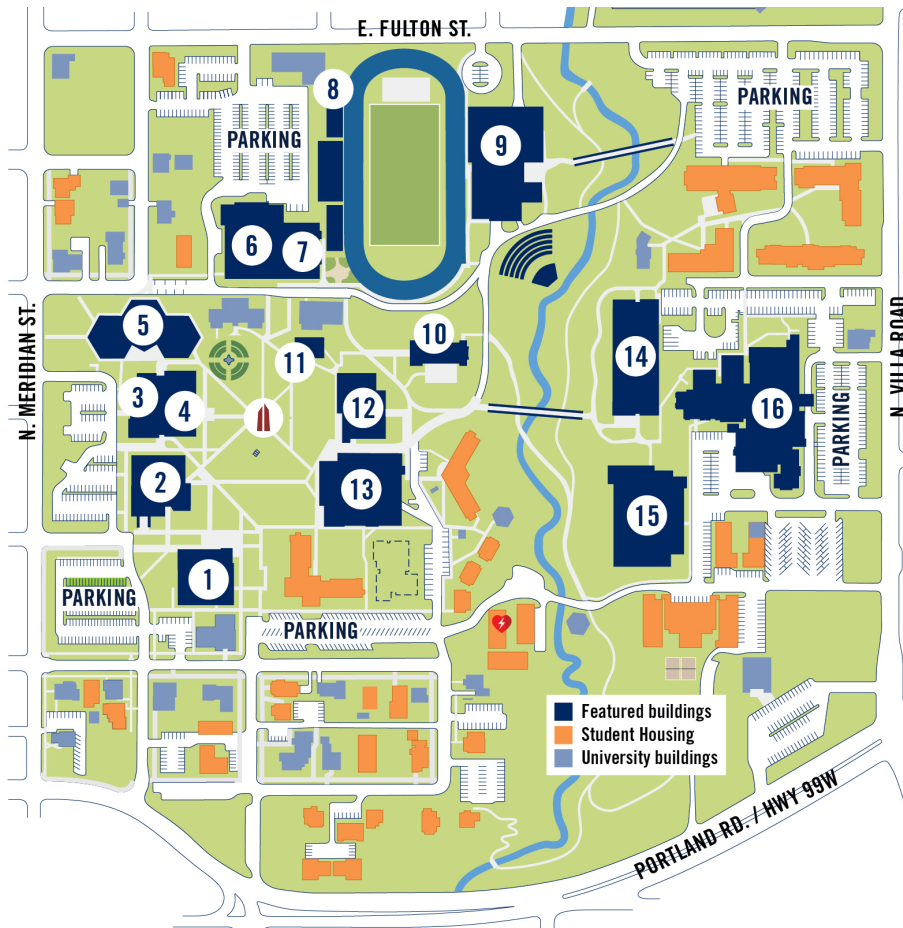 E. FULTON ST.
8
PARKING
PARKING
9
6
7
N. MERIDIAN ST.
5
10
N. VILLA ROAD
11
14
3
4
12
16
PARKING
2
13
15
1
PARKING
PARKING
Featured buildings
Student Housing
University buildings
PORTLAND RD. / HWY 99W